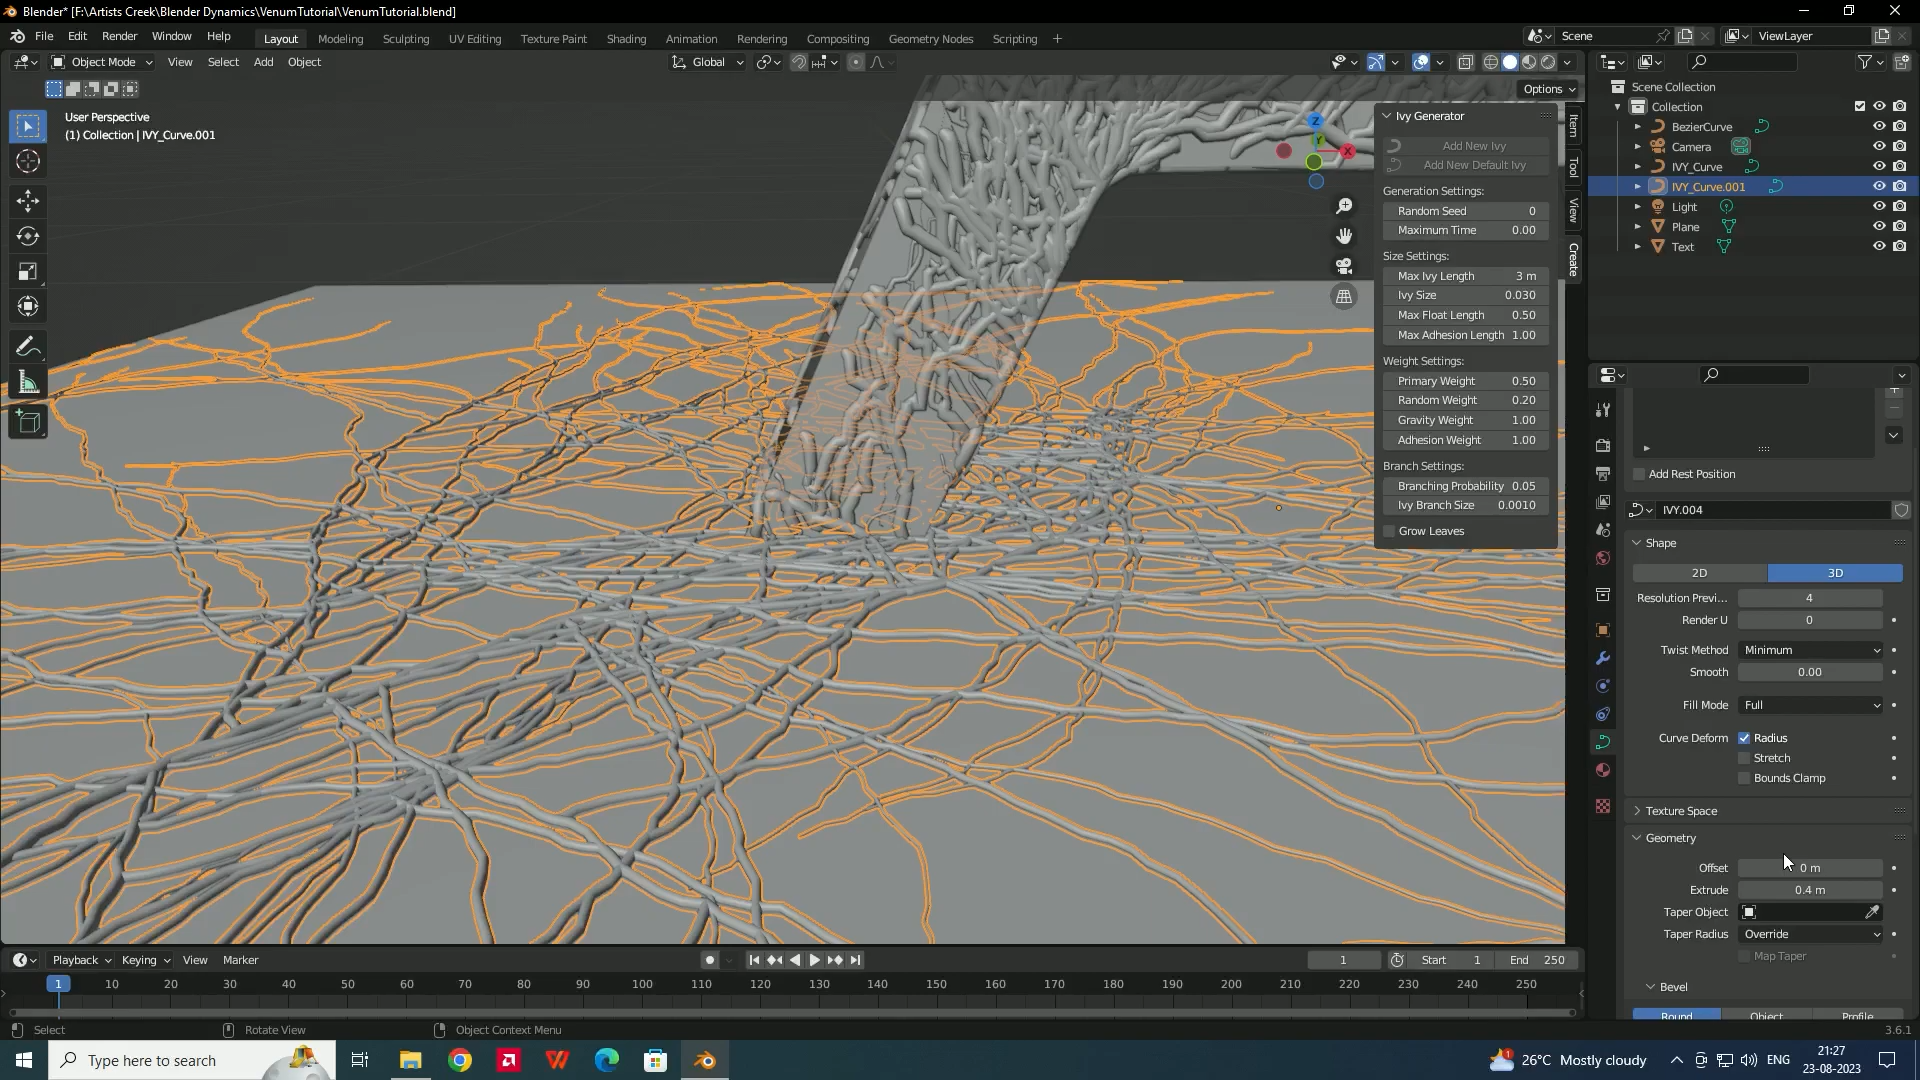 Blender* [F:\Artists Creek\Blender Dynamics\VenumTutorial\VenumTutorial.blend]
File Edit Render Window Help Layout Modeling Sculpting UV Editing Texture Paint Shading Animation Rendering Compositing Geometry Nodes Scripting + Scene ViewLayer
Object Mode View Select Add Object Global
Options
User Perspective
(1) Collection | IVY_Curve.001
Z
Y
X
Ivy Generator
Add New Ivy
Add New Default Ivy
Generation Settings:
Random Seed 0
Maximum Time 0.00
Size Settings:
Max Ivy Length 3 m
Ivy Size 0.030
Max Float Length 0.50
Max Adhesion Length 1.00
Weight Settings:
Primary Weight 0.50
Random Weight 0.20
Gravity Weight 1.00
Adhesion Weight 1.00
Branch Settings:
Branching Probability 0.05
Ivy Branch Size 0.0010
Grow Leaves
Item
Tool
View
Create
Scene Collection
Collection
BezierCurve
Camera
IVY_Curve
IVY_Curve.001
Light
Plane
Text
Add Rest Position
IVY.004
Shape
2D 3D
Resolution Previ... 4
Render U 0
Twist Method Minimum
Smooth 0.00
Fill Mode Full
Curve Deform Radius
Stretch
Bounds Clamp
Texture Space
Geometry
Offset 0 m
Extrude 0.4 m
Taper Object
Taper Radius Override
Map Taper
Bevel
Round Object Profile
Playback Keying View Marker 1 Start 1 End 250
1 10 20 30 40 50 60 70 80 90 100 110 120 130 140 150 160 170 180 190 200 210 220 230 240 250
Select Rotate View Object Context Menu 3.6.1
Type here to search 1 26°C Mostly cloudy ENG 21:27
23-08-2023